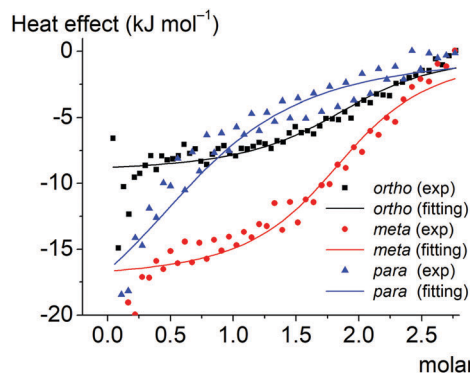 Heat effect (kJ mol⁻¹)
0
-5
-10
-15
-20
0.0 0.5 1.0 1.5 2.0 2.5
ortho (exp)
ortho (fitting)
meta (exp)
meta (fitting)
para (exp)
para (fitting)